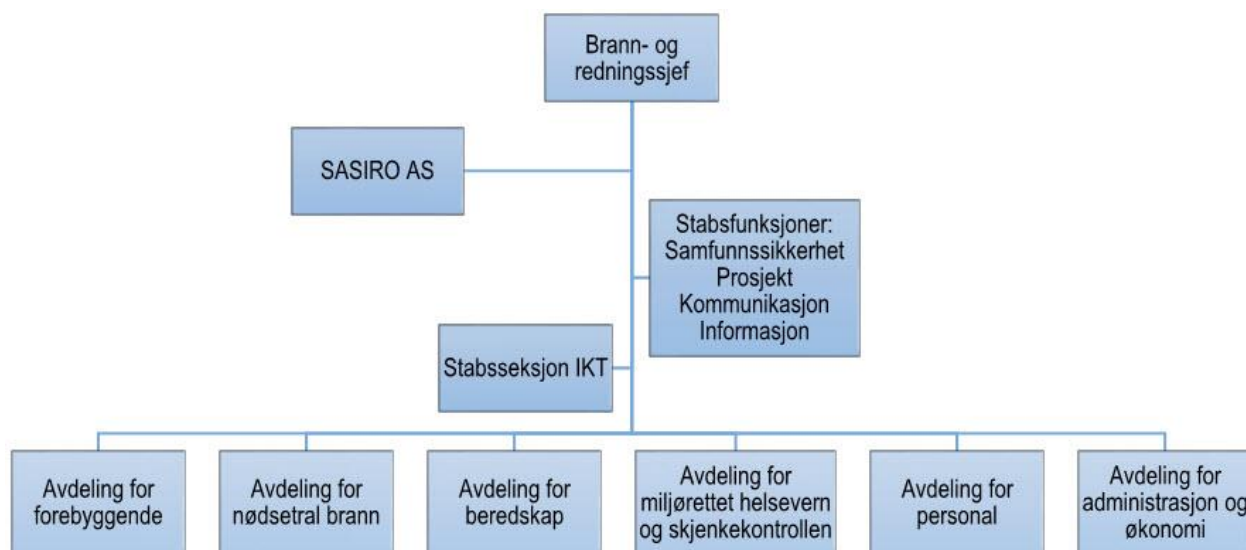 Brann- og
redningssjef
SASIRO AS
Stabsfunksjoner:
Samfunnssikkerhet
Prosjekt
Kommunikasjon
Informasjon
Stabsseksjon IKT
Avdeling for
forebyggende
Avdeling for
nødsetral brann
Avdeling for
beredskap
Avdeling for
miljørettet helsevern
og skjenkekontrollen
Avdeling for
personal
Avdeling for
administrasjon og
økonomi